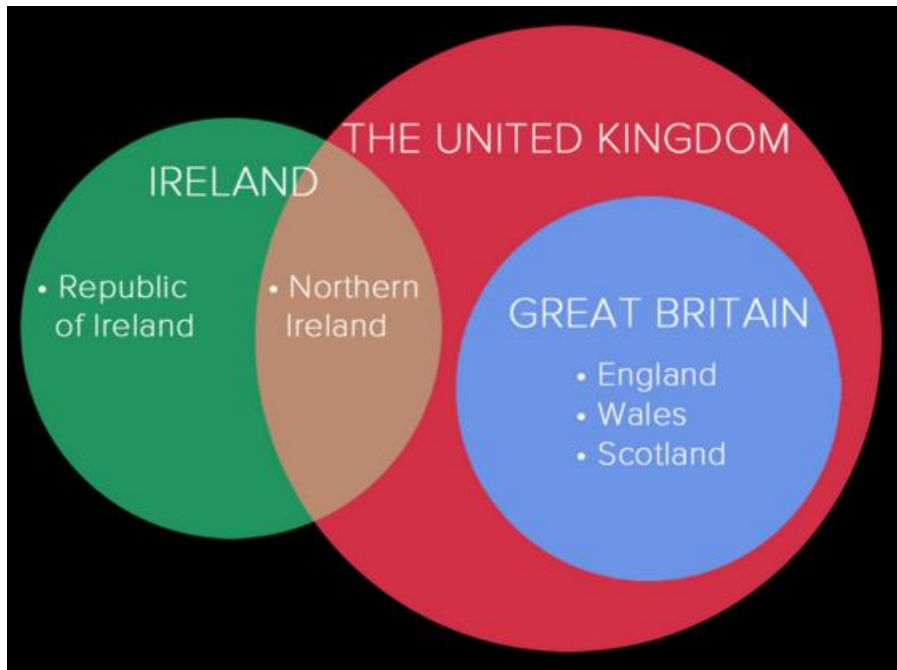 THE UNITED KINGDOM
IRELAND
• Republic
of Ireland
• Northern
Ireland
GREAT BRITAIN
• England
• Wales
• Scotland